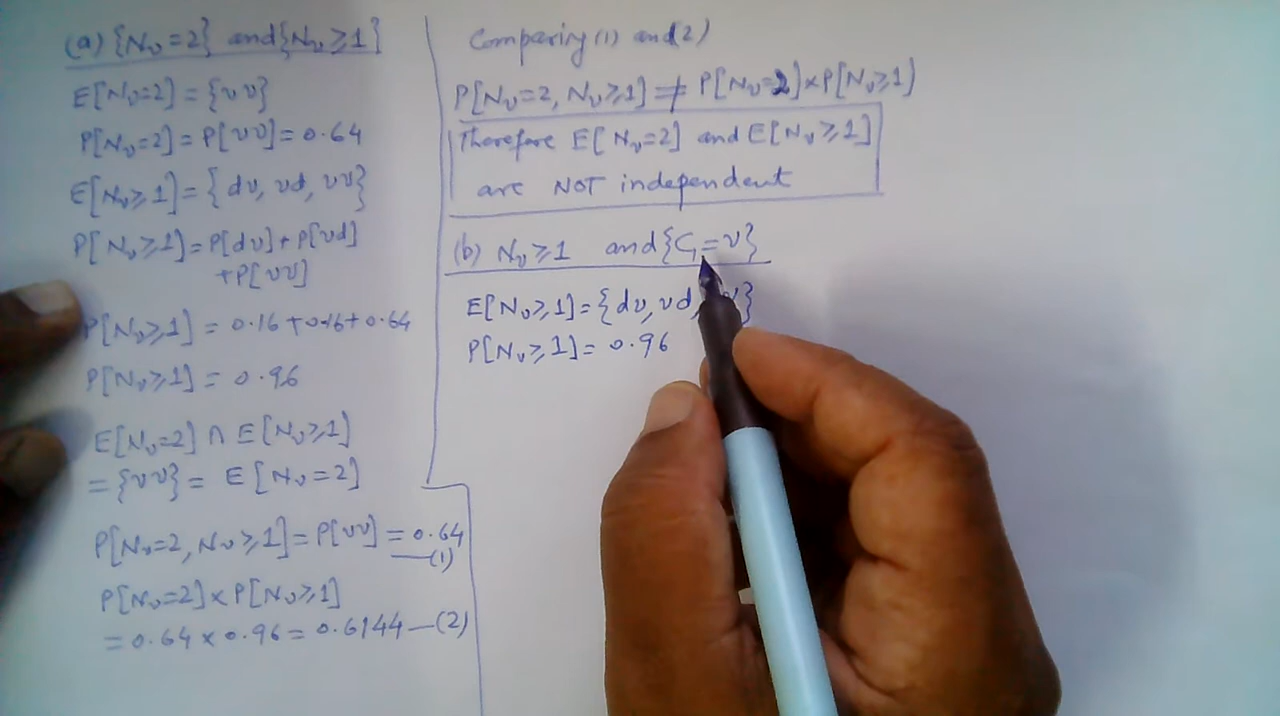 (a) {Nv=2} and {Nv≥1}
E[Nv=2] = {vv}
P[Nv=2] = P[vv] = 0.64
E[Nv≥1] = {dv, vd, vv}
P[Nv≥1] = P[dv] + P[vd]
+ P[vv]
P[Nv≥1] = 0.16 + 0.16 + 0.64
P[Nv≥1] = 0.96
E[Nv=2] ∩ E[Nv≥1]
= {vv} = E[Nv=2]
P[Nv=2, Nv≥1] = P[vv] = 0.64
—(1)
P[Nv=2] × P[Nv≥1]
= 0.64 × 0.96 = 0.6144 —(2)
Comparing (1) and (2)
P[Nv=2, Nv≥1] ≠ P[Nv=2] × P[Nv≥1]
Therefore E[Nv=2] and E[Nv≥1]
are NOT independent
(b) Nv≥1 and {C1=v}
E[Nv≥1] = {dv, vd, }
P[Nv≥1] = 0.96